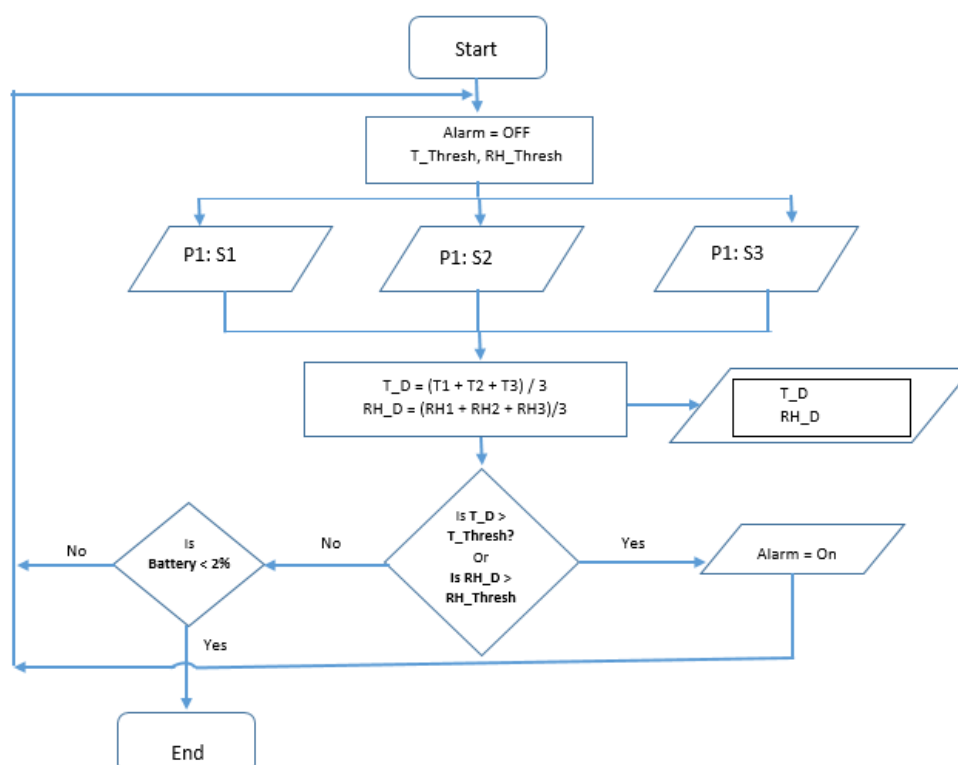 Start
Alarm = OFF
T_Thresh, RH_Thresh
P1: S1
P1: S2
P1: S3
T_D = (T1 + T2 + T3) / 3
RH_D = (RH1 + RH2 + RH3)/3
T_D
RH_D
Is T_D >
T_Thresh?
Or
Is RH_D >
RH_Thresh
Yes
Alarm = On
No
Is
Battery < 2%
No
Yes
End